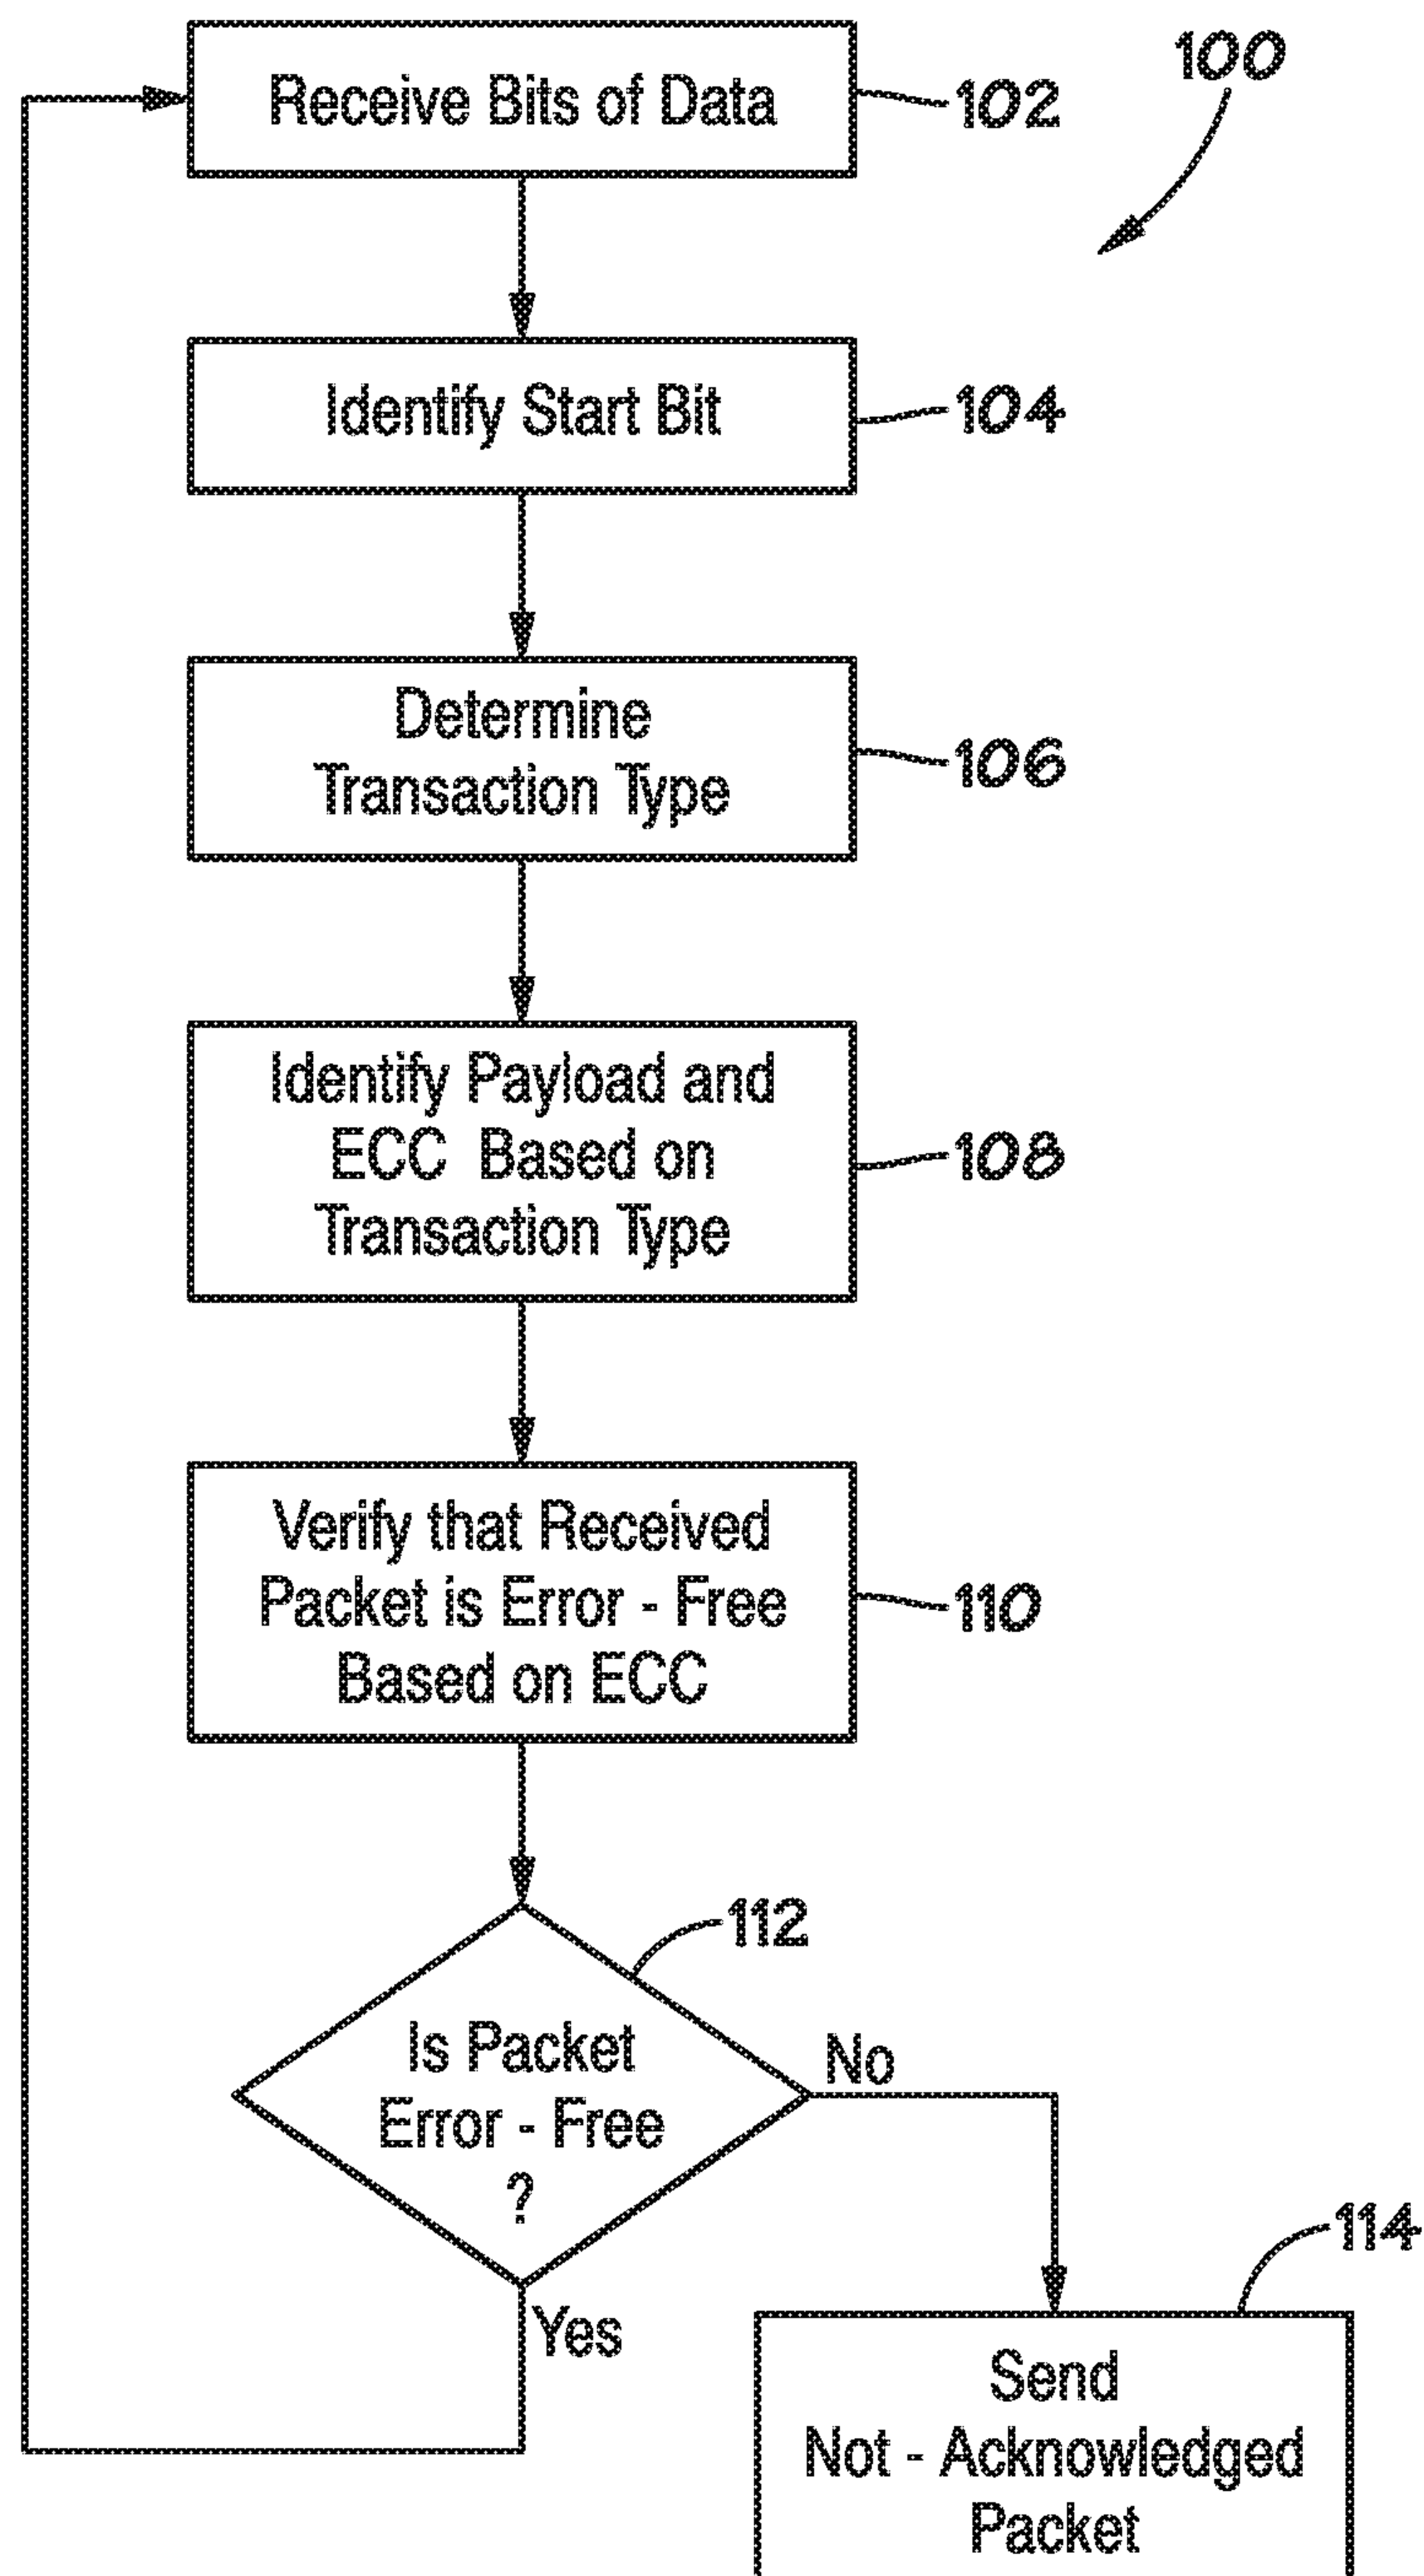 100
Receive Bits of Data
102
Identify Start Bit
104
Determine
Transaction Type
106
Identify Payload and
ECC Based on
Transaction Type
108
Verify that Received
Packet is Error - Free
Based on ECC
110
112
Is Packet
Error - Free
?
No
Yes
114
Send
Not - Acknowledged
Packet